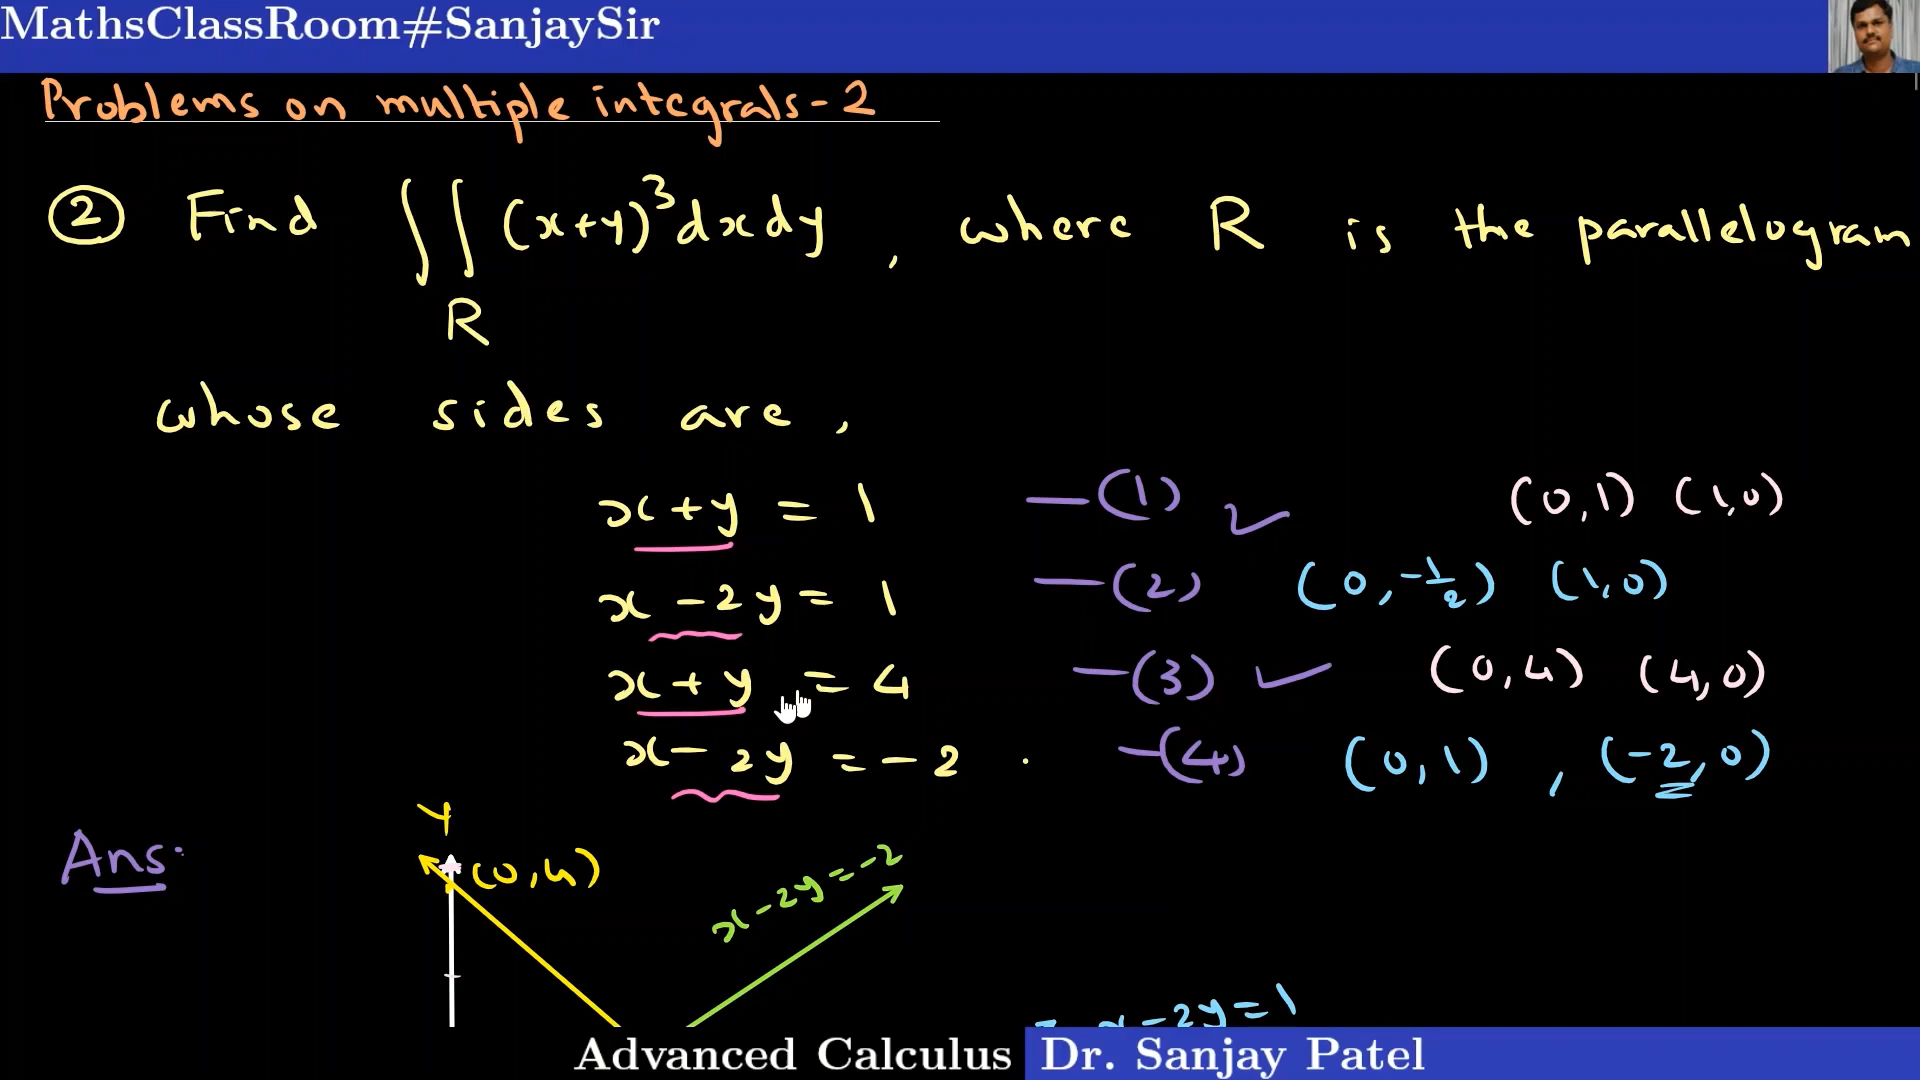 MathsClassRoom#SanjaySir
Problems on multiple integrals-2
② Find ∫∫ (x+y)³dxdy, where R is the parallelogram
R
whose sides are,
x+y = 1 —(1) ✓ (0,1) (1,0)
x-2y = 1 —(2) (0,-1/2) (1,0)
x+y = 4 —(3) ✓ (0,4) (4,0)
x-2y = -2 . —(4) (0,1) , (-2,0)
Ans:
Y
(0,4)
x-2y=-2
x-2y=1
Advanced Calculus Dr. Sanjay Patel